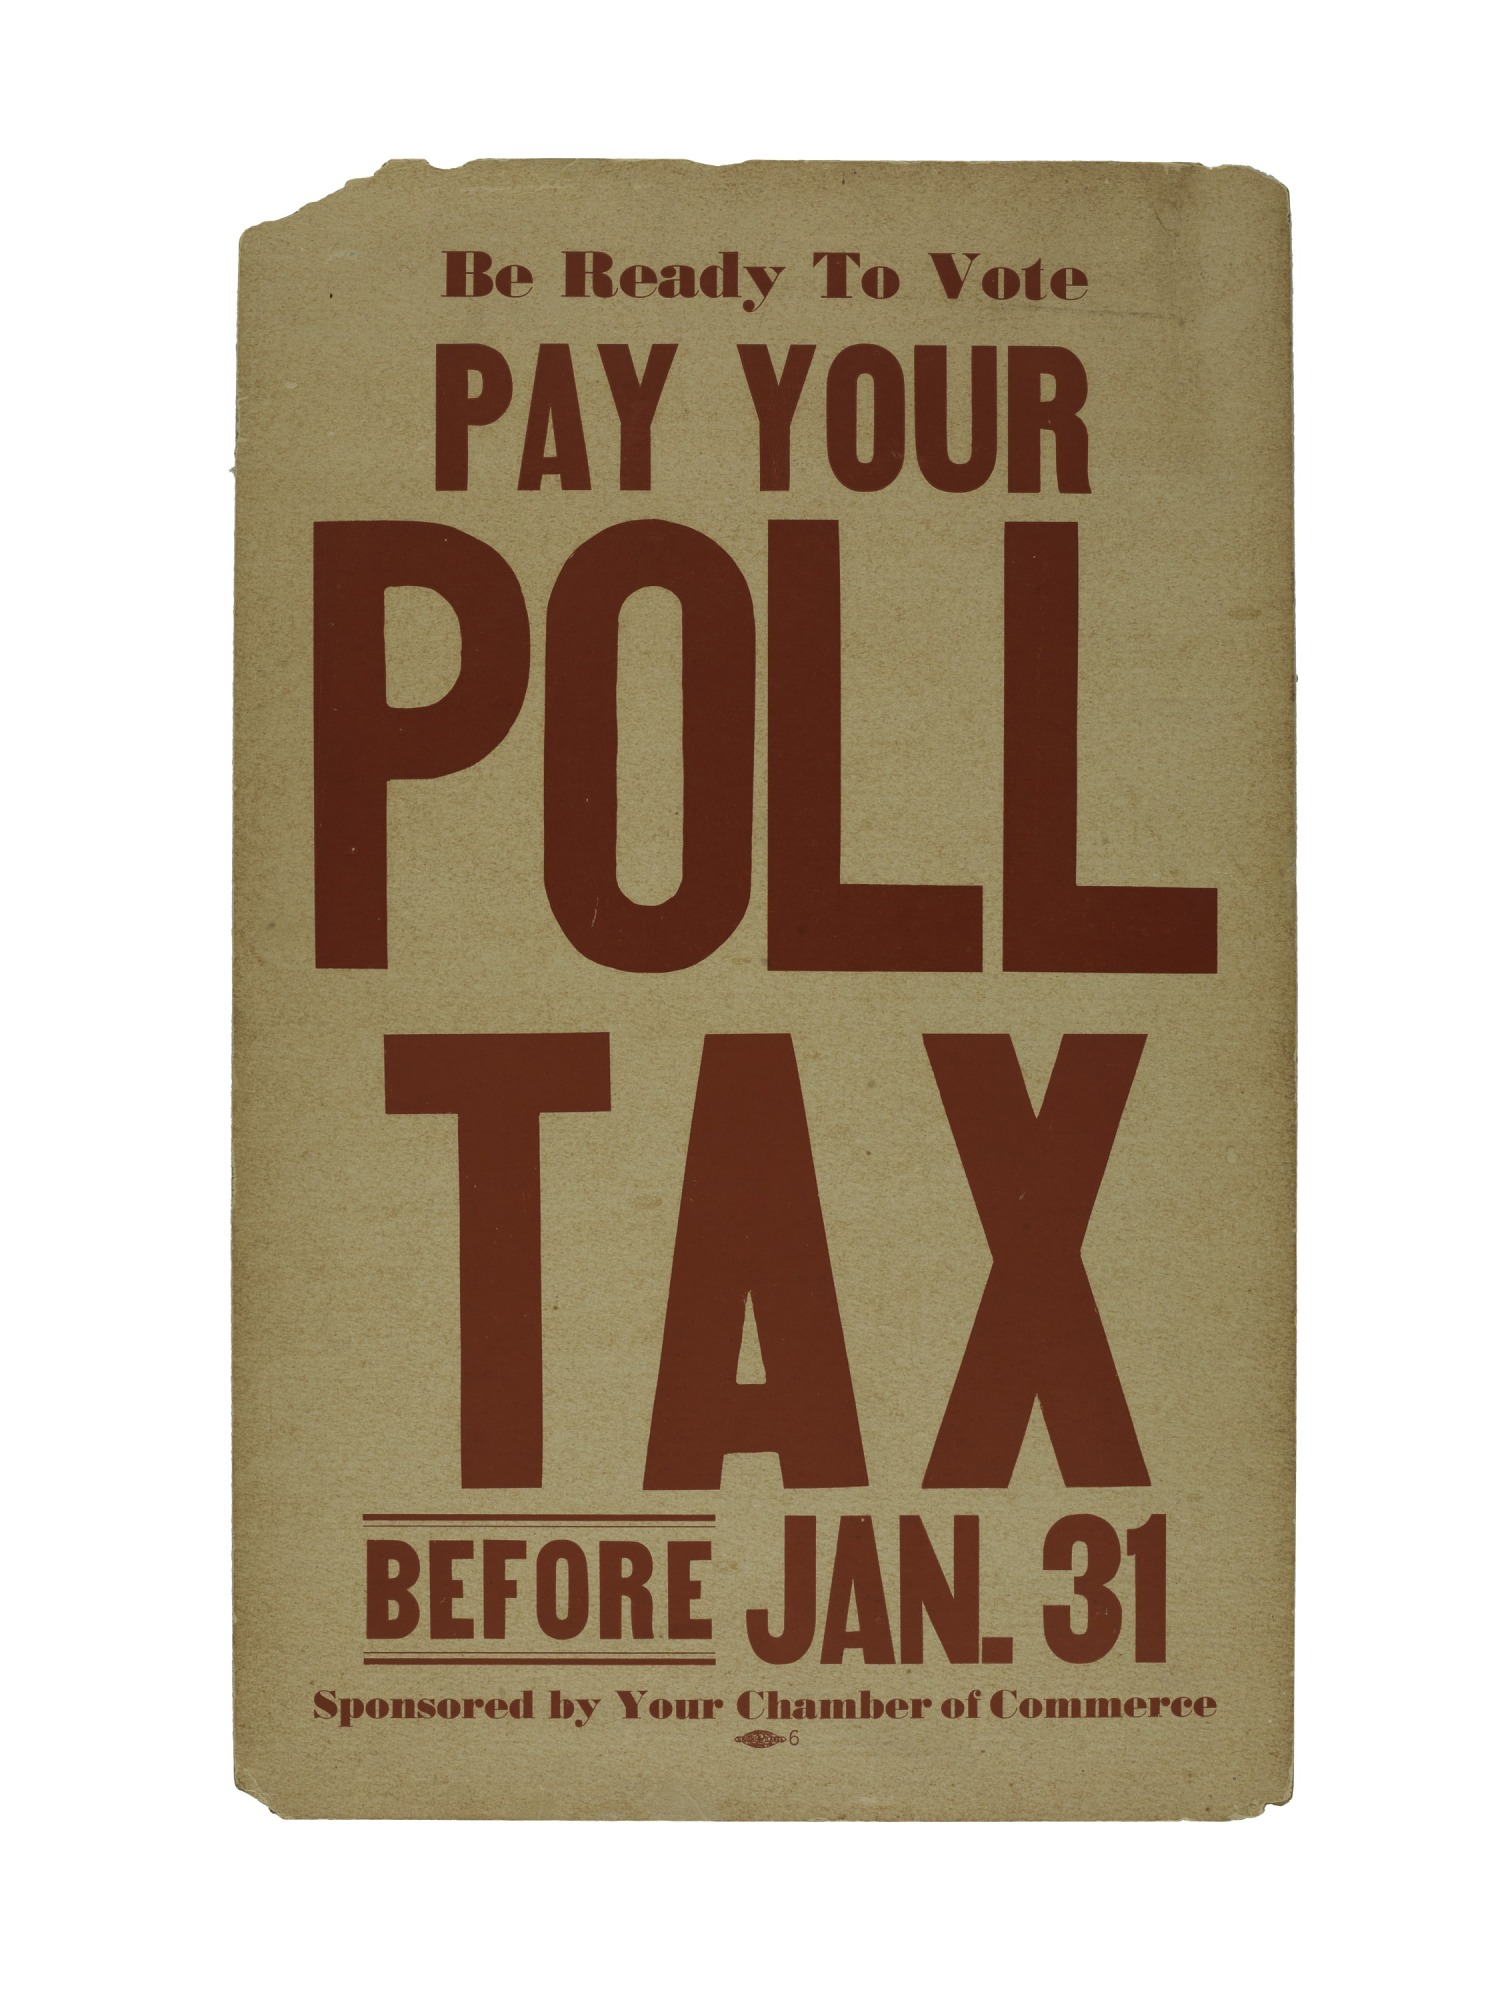 Be Ready To Vote
PAY YOUR
POLL
TAX
BEFORE JAN. 31
Sponsored by Your Chamber of Commerce
6